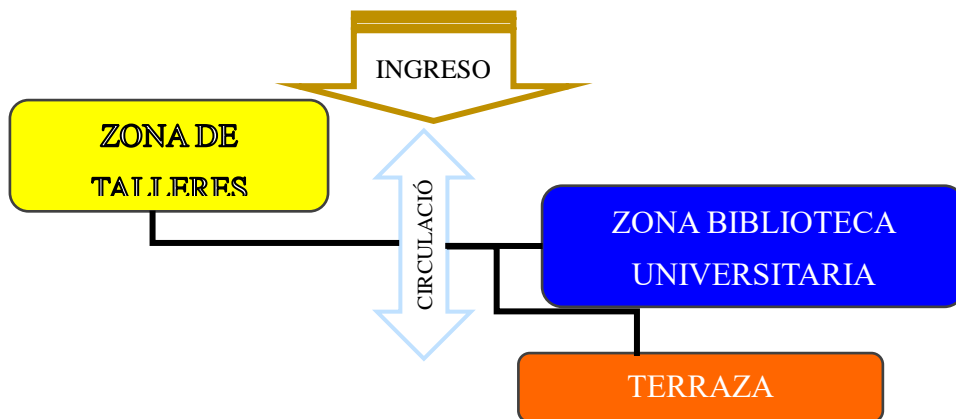 INGRESO
ZONA DE
TALLERES
CIRCULACIÓ
ZONA BIBLIOTECA
UNIVERSITARIA
TERRAZA